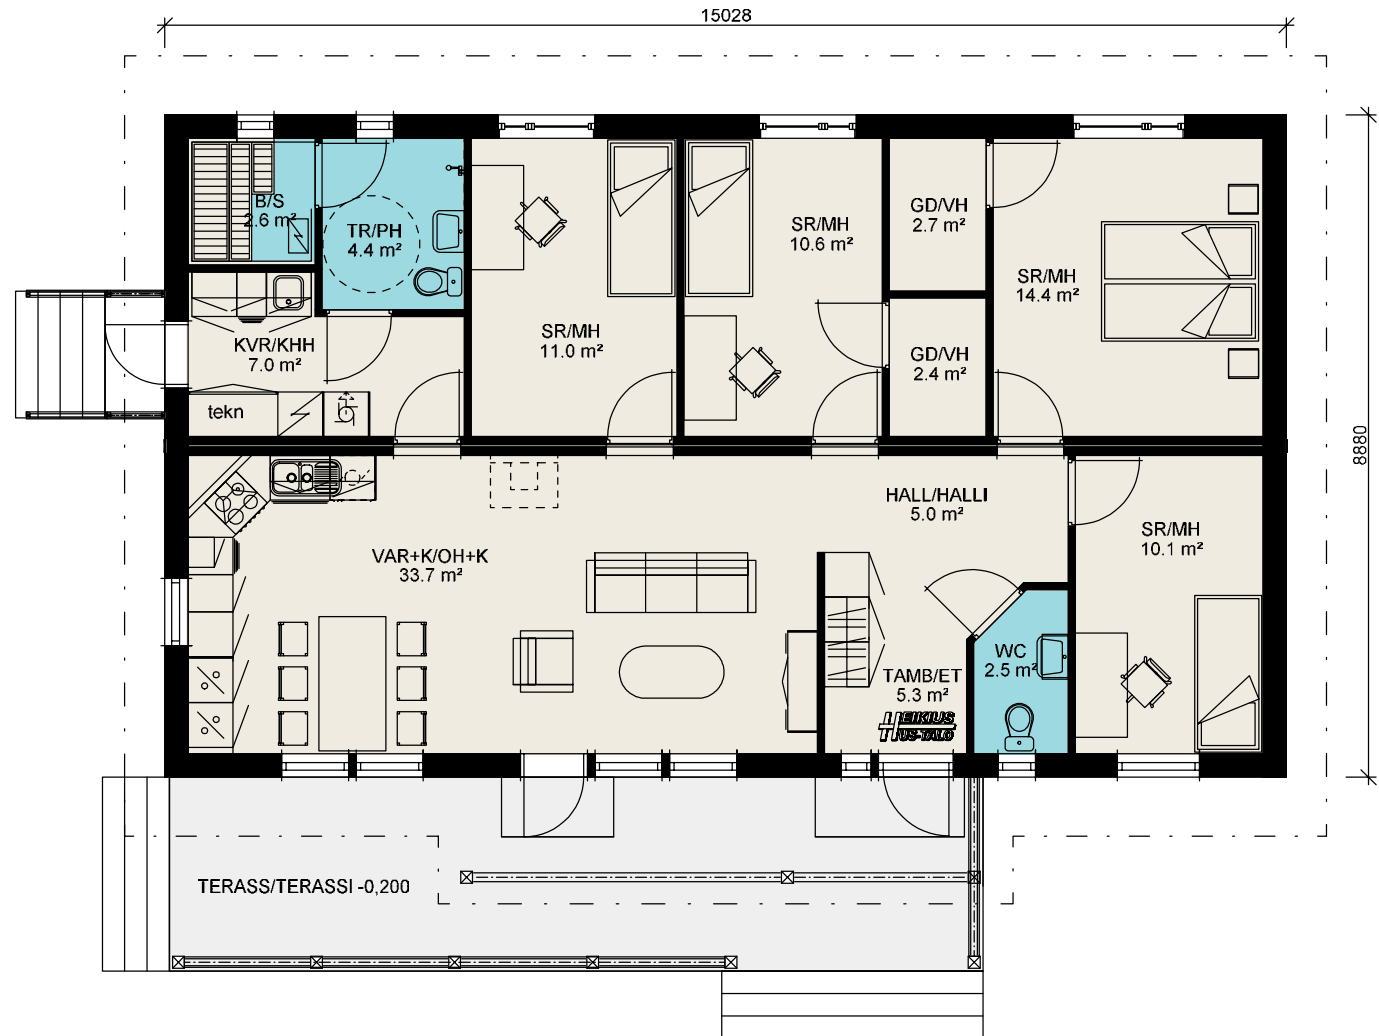 15028
B/S
2.6 m²
TR/PH
4.4 m²
SR/MH
11.0 m²
SR/MH
10.6 m²
GD/VH
2.7 m²
SR/MH
14.4 m²
GD/VH
2.4 m²
KVR/KHH
7.0 m²
tekn
8880
VAR+K/OH+K
33.7 m²
HALL/HALLI
5.0 m²
SR/MH
10.1 m²
WC
2.5 m²
TAMB/ET
5.3 m²
HEIKIUS
HUS-TALO
TERASS/TERASSI -0,200